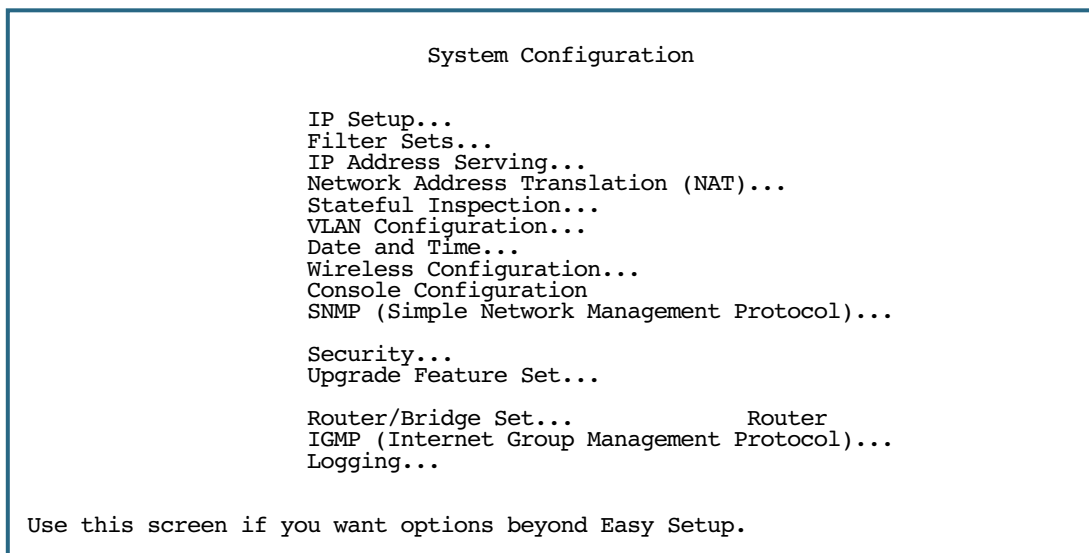 System Configuration
IP Setup...
Filter Sets...
IP Address Serving...
Network Address Translation (NAT)...
Stateful Inspection...
VLAN Configuration...
Date and Time...
Wireless Configuration...
Console Configuration
SNMP (Simple Network Management Protocol)...
Security...
Upgrade Feature Set...
Router/Bridge Set... Router
IGMP (Internet Group Management Protocol)...
Logging...
Use this screen if you want options beyond Easy Setup.